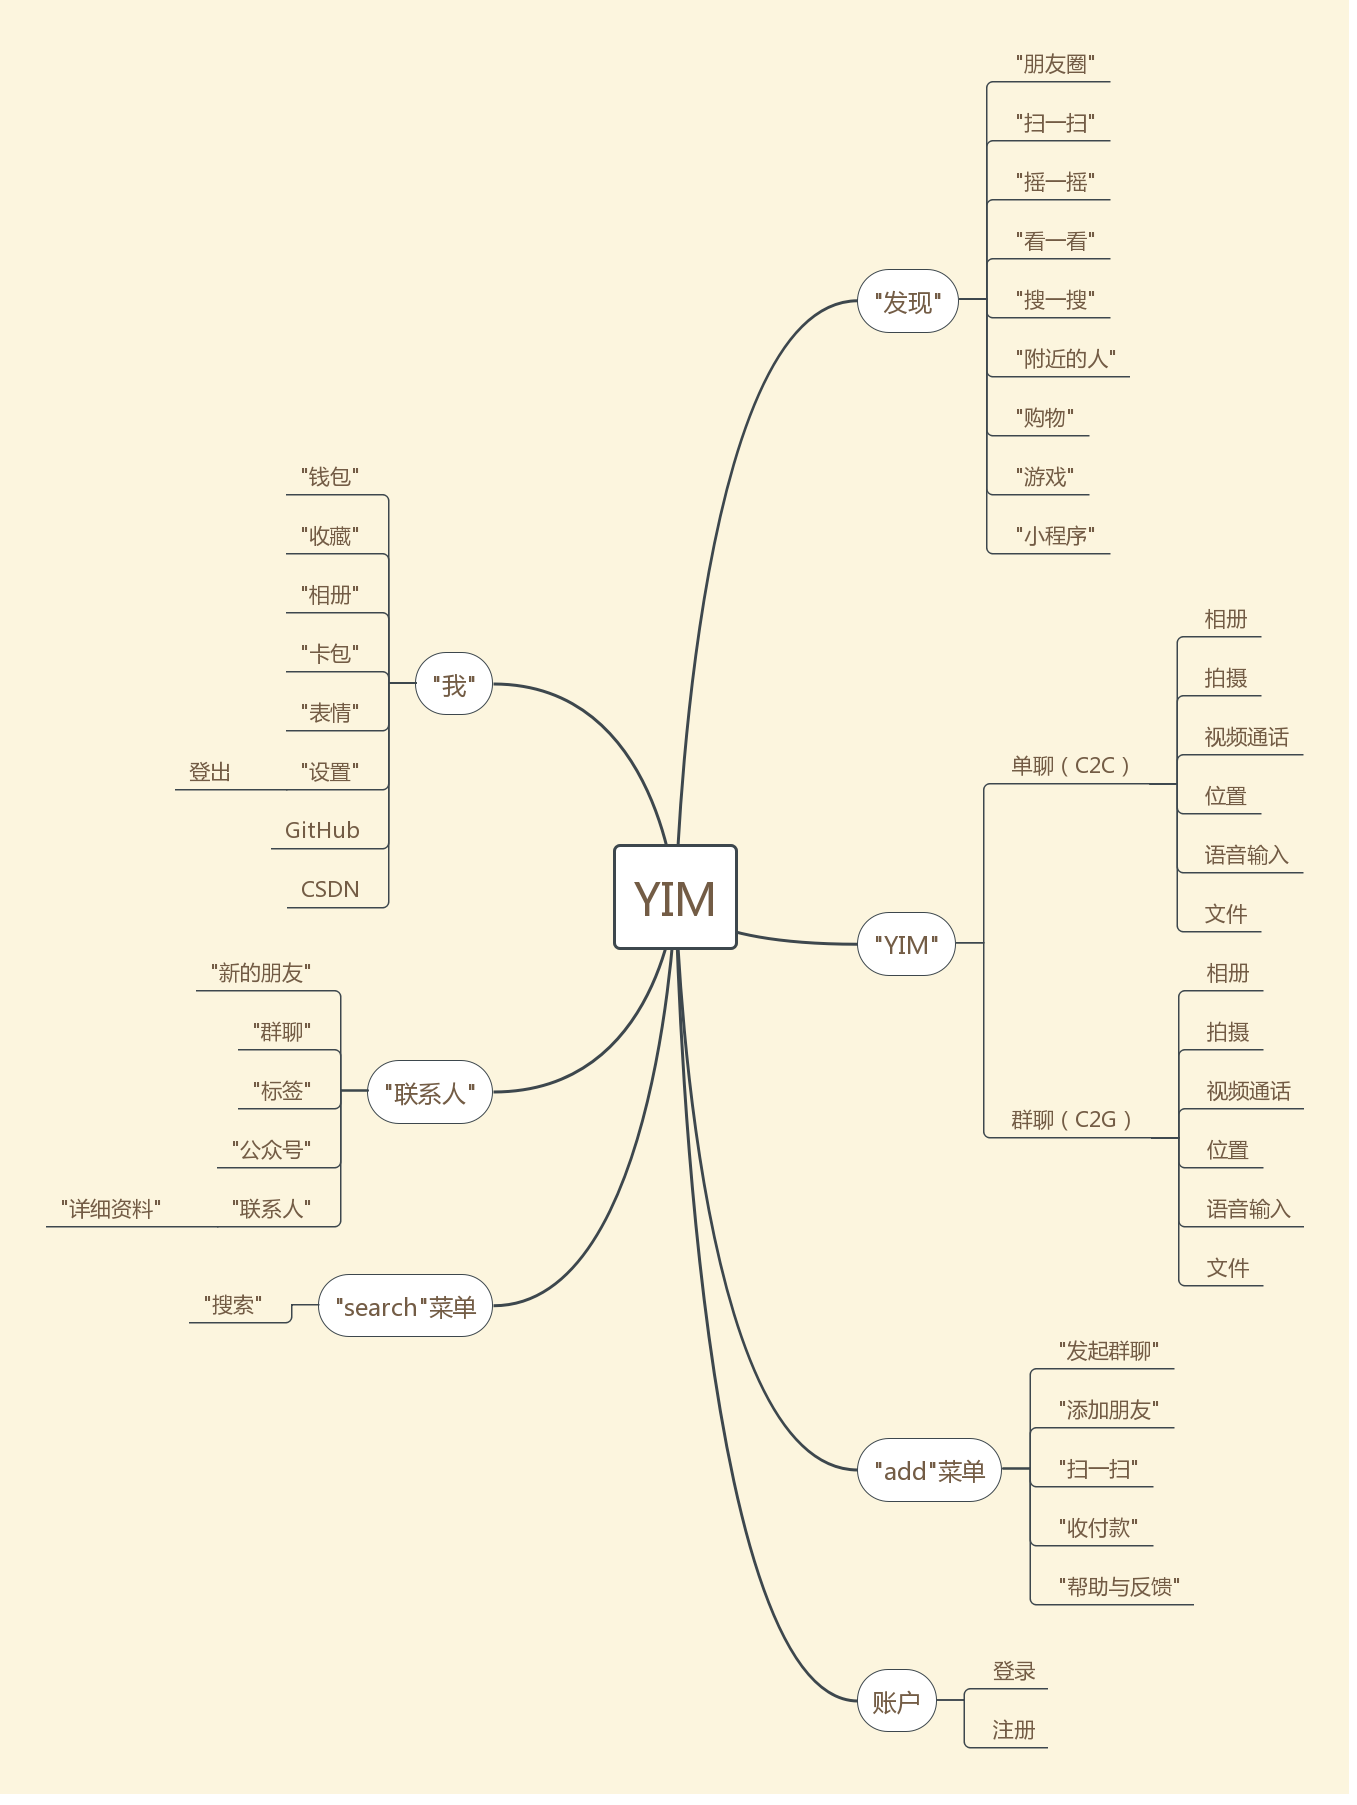 YIM
"发现"
"朋友圈"
"扫一扫"
"摇一摇"
"看一看"
"搜一搜"
"附近的人"
"购物"
"游戏"
"小程序"
"YIM"
单聊（C2C）
相册
拍摄
视频通话
位置
语音输入
文件
群聊（C2G）
相册
拍摄
视频通话
位置
语音输入
文件
"add"菜单
"发起群聊"
"添加朋友"
"扫一扫"
"收付款"
"帮助与反馈"
账户
登录
注册
"我"
"钱包"
"收藏"
"相册"
"卡包"
"表情"
"设置"
登出
GitHub
CSDN
"联系人"
"新的朋友"
"群聊"
"标签"
"公众号"
"联系人"
"详细资料"
"search"菜单
"搜索"